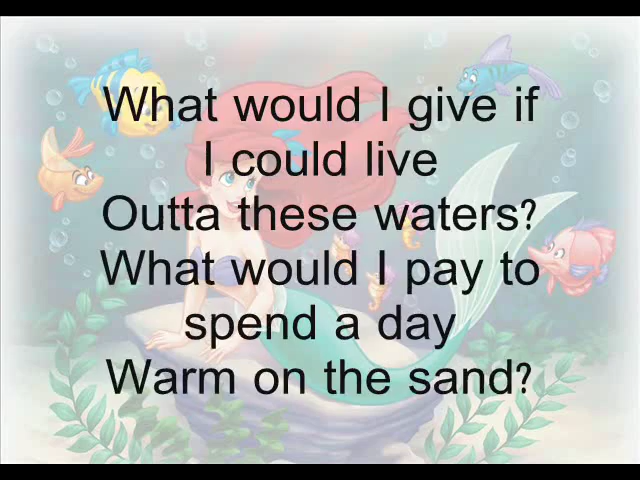 What would I give if
I could live
Outta these waters?
What would I pay to
spend a day
Warm on the sand?